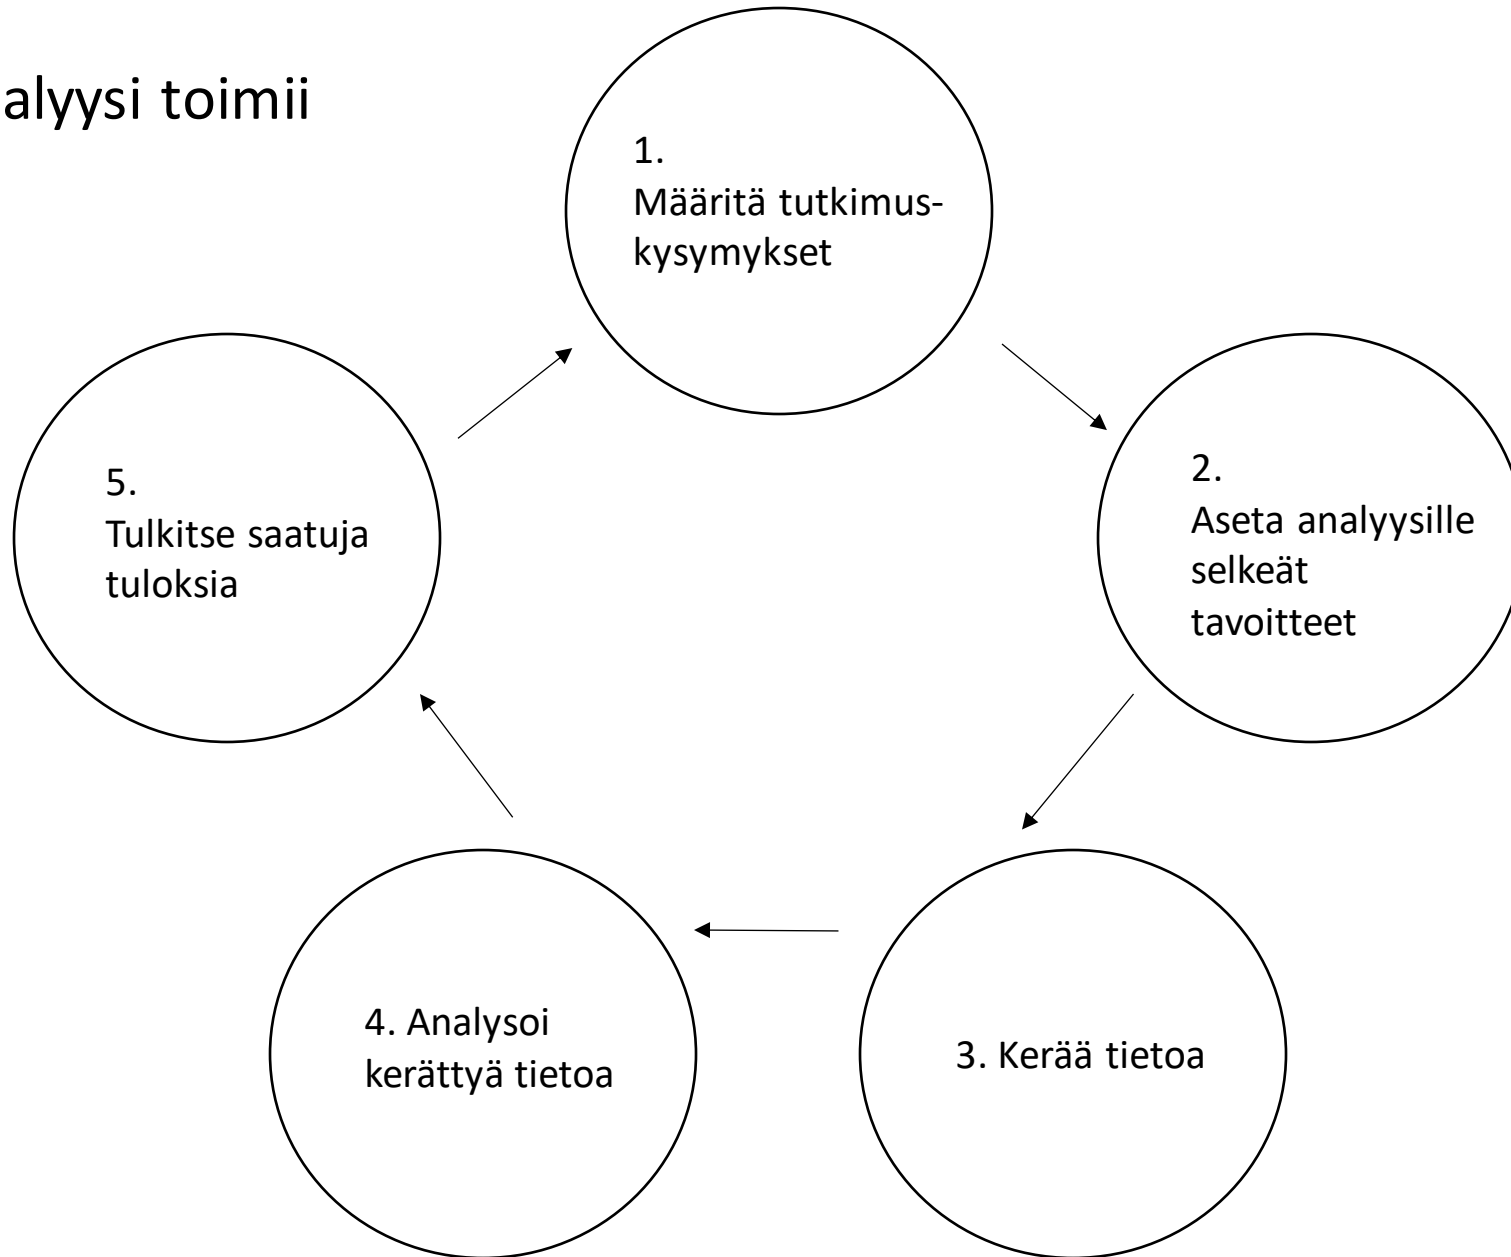 alyysi toimii
1.
Määritä tutkimus-
kysymykset
2.
Aseta analyysille
selkeät
tavoitteet
3. Kerää tietoa
4. Analysoi
kerättyä tietoa
5.
Tulkitse saatuja
tuloksia